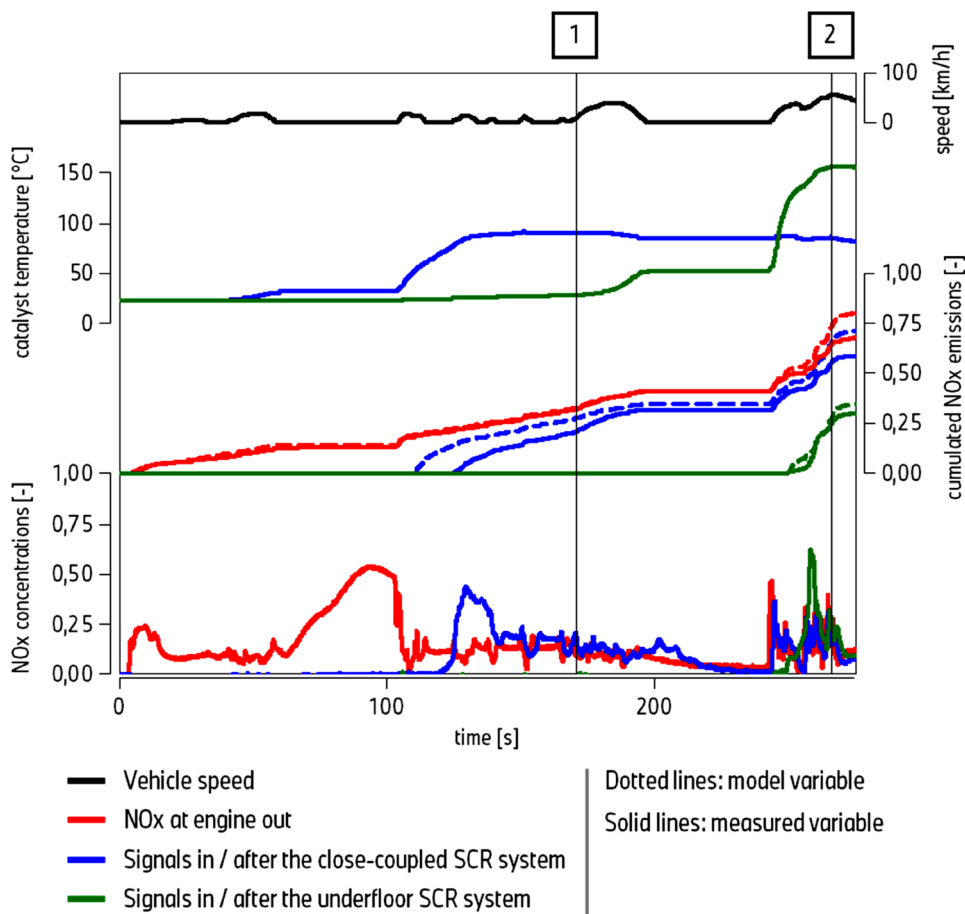 1
2
100
0
speed [km/h]
catalyst temperature [°C]
150
100
50
0
1,00
0,75
0,50
0,25
0,00
cumulated NOx emissions [-]
NOx concentrations [-]
1,00
0,75
0,50
0,25
0,00
0
100
200
time [s]
Vehicle speed
NOx at engine out
Signals in / after the close-coupled SCR system
Signals in / after the underfloor SCR system
Dotted lines: model variable
Solid lines: measured variable